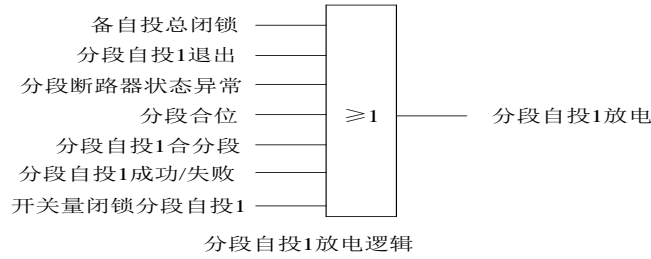 备自投总闭锁
分段自投1退出
分段断路器状态异常
分段合位
分段自投1合分段
分段自投1成功/失败
开关量闭锁分段自投1
≥1
分段自投1放电
分段自投1放电逻辑